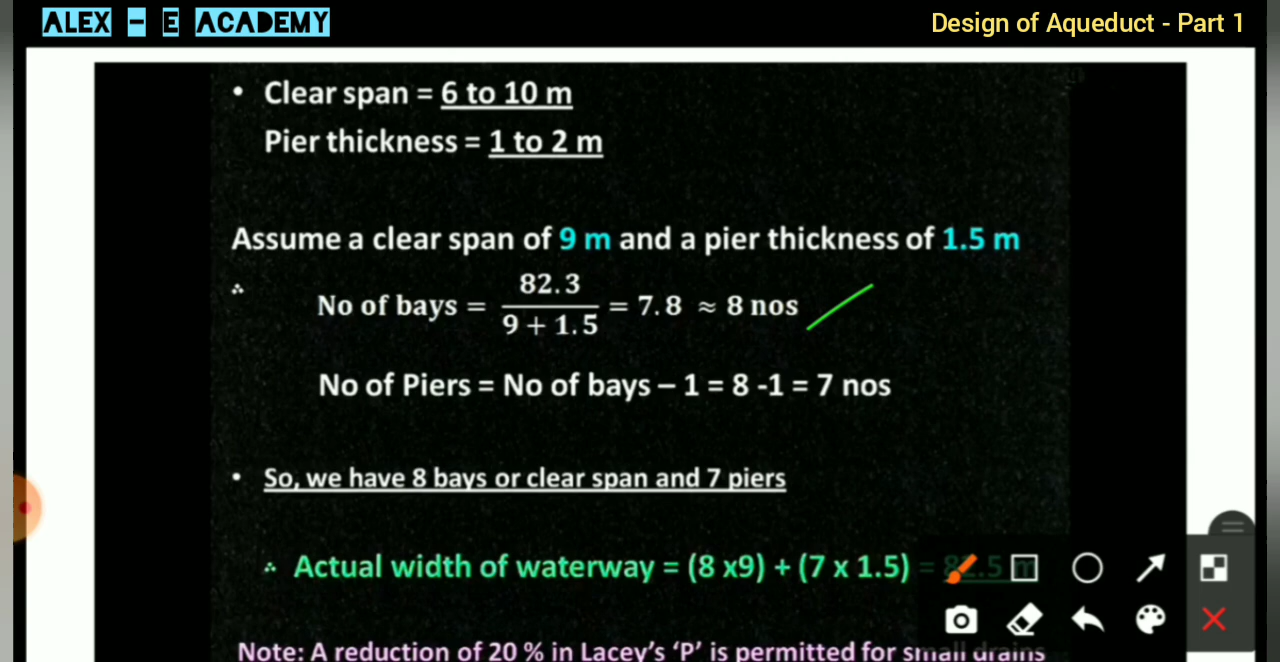 ALEX - E ACADEMY
Design of Aqueduct - Part 1
• Clear span = 6 to 10 m
Pier thickness = 1 to 2 m
Assume a clear span of 9 m and a pier thickness of 1.5 m
∴ No of bays = 82.3 / 9 + 1.5 = 7.8 ≈ 8 nos
No of Piers = No of bays – 1 = 8 -1 = 7 nos
• So, we have 8 bays or clear span and 7 piers
∴ Actual width of waterway = (8 x9) + (7 x 1.5) = 82.5 m
Note: A reduction of 20 % in Lacey's 'P' is permitted for small drains